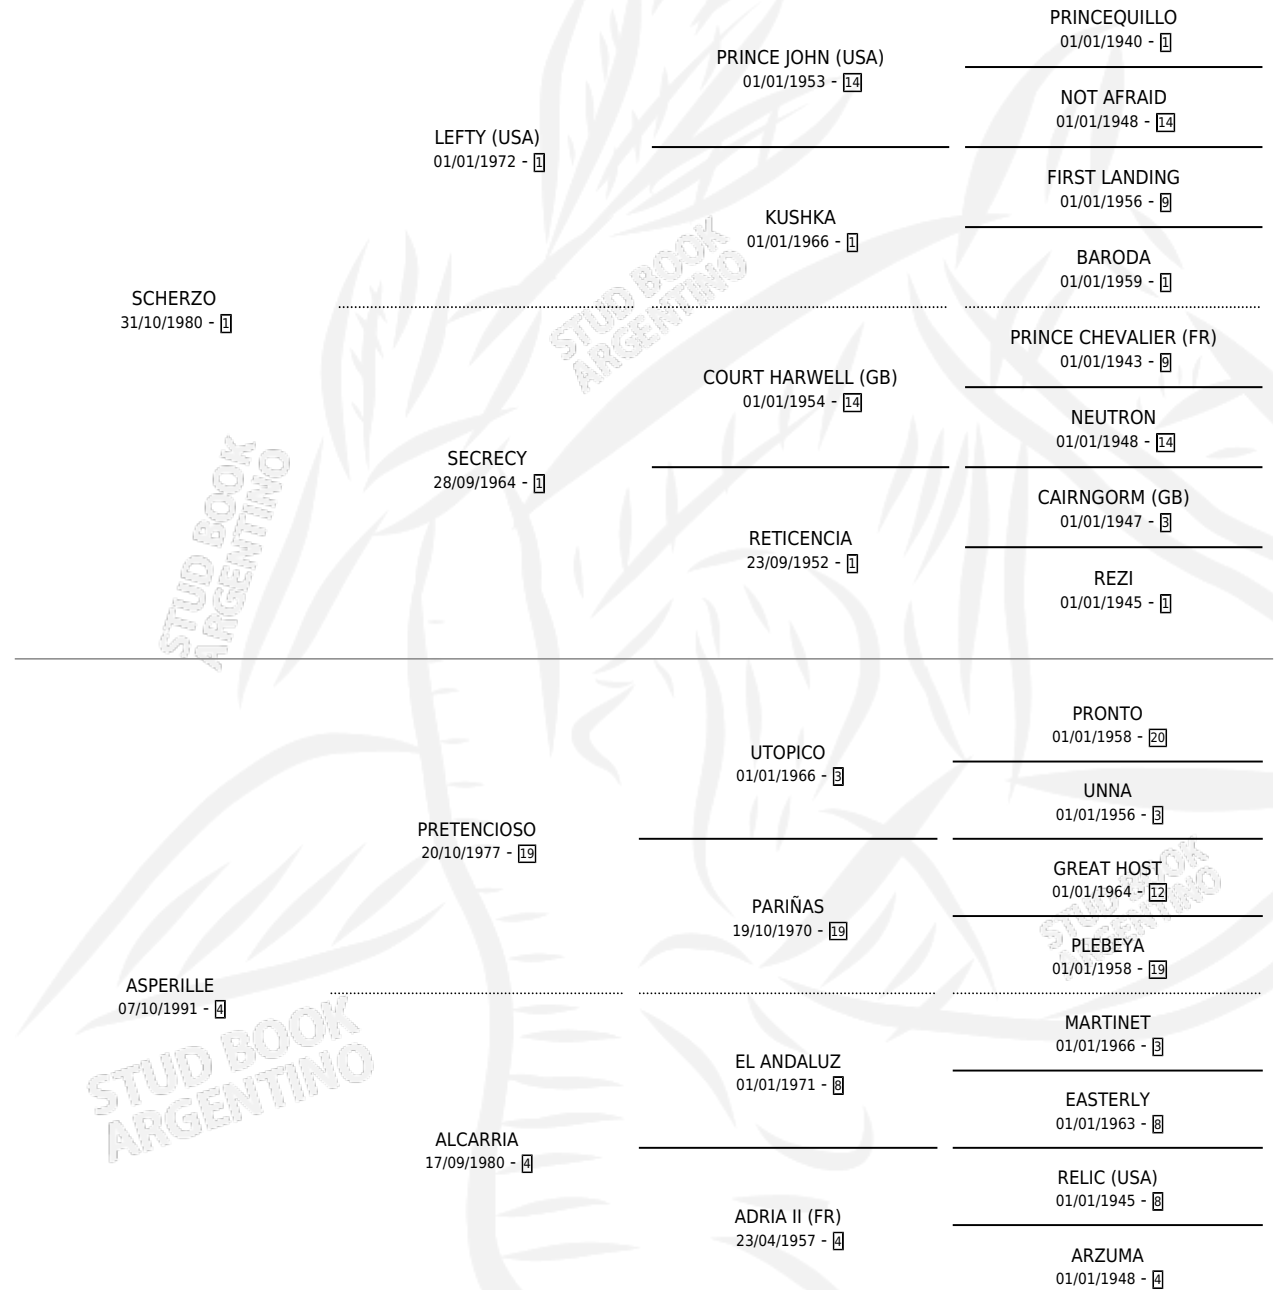 PRINCEQUILLO
01/01/1940 - 1
PRINCE JOHN (USA)
01/01/1953 - 14
NOT AFRAID
01/01/1948 - 14
LEFTY (USA)
01/01/1972 - 1
FIRST LANDING
01/01/1956 - 9
KUSHKA
01/01/1966 - 1
BARODA
01/01/1959 - 1
SCHERZO
31/10/1980 - 1
PRINCE CHEVALIER (FR)
01/01/1943 - 9
COURT HARWELL (GB)
01/01/1954 - 14
NEUTRON
01/01/1948 - 14
SECRECY
28/09/1964 - 1
CAIRNGORM (GB)
01/01/1947 - 3
RETICENCIA
23/09/1952 - 1
REZI
01/01/1945 - 1
PRONTO
01/01/1958 - 20
UTOPICO
01/01/1966 - 3
UNNA
01/01/1956 - 3
PRETENCIOSO
20/10/1977 - 19
GREAT HOST
01/01/1964 - 12
PARIÑAS
19/10/1970 - 19
PLEBEYA
01/01/1958 - 19
ASPERILLE
07/10/1991 - 4
MARTINET
01/01/1966 - 3
EL ANDALUZ
01/01/1971 - 8
EASTERLY
01/01/1963 - 8
ALCARRIA
17/09/1980 - 4
RELIC (USA)
01/01/1945 - 8
ADRIA II (FR)
23/04/1957 - 4
ARZUMA
01/01/1948 - 4
STUD BOOK
ARGENTINO
STUD BOOK
ARGENTINO
STUD BOOK
ARGENTINO
STUD BOOK
ARGENTINO